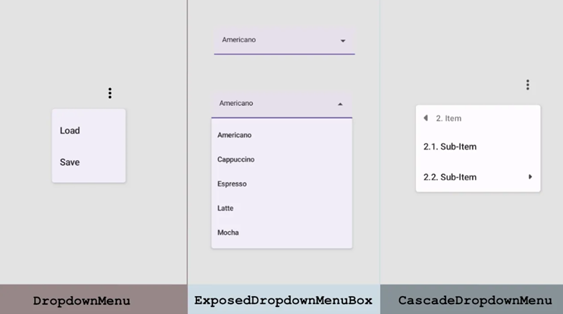 Load
Save
DropdownMenu
Americano
Americano
Americano
Cappuccino
Espresso
Latte
Mocha
ExposedDropdownMenuBox
2. Item
2.1. Sub-Item
2.2. Sub-Item
CascadeDropdownMenu